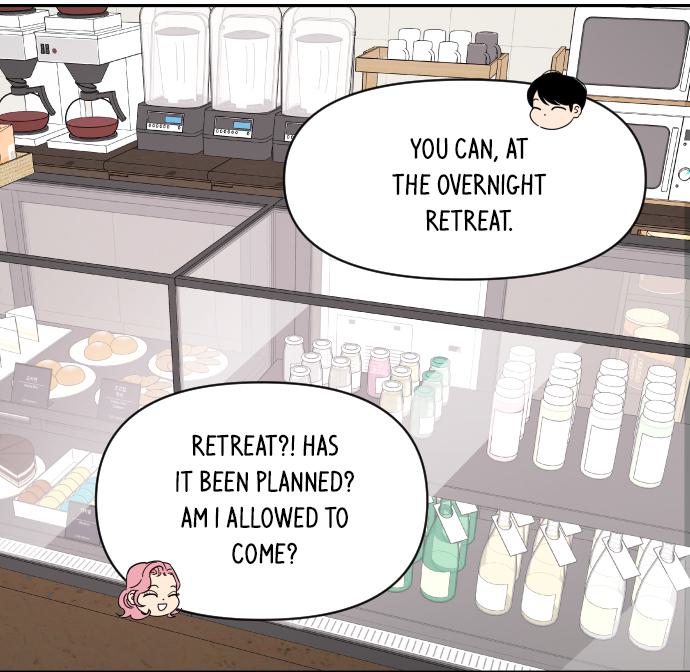 YOU CAN, AT
THE OVERNIGHT
RETREAT.
RETREAT?! HAS
IT BEEN PLANNED?
AM I ALLOWED TO
COME?